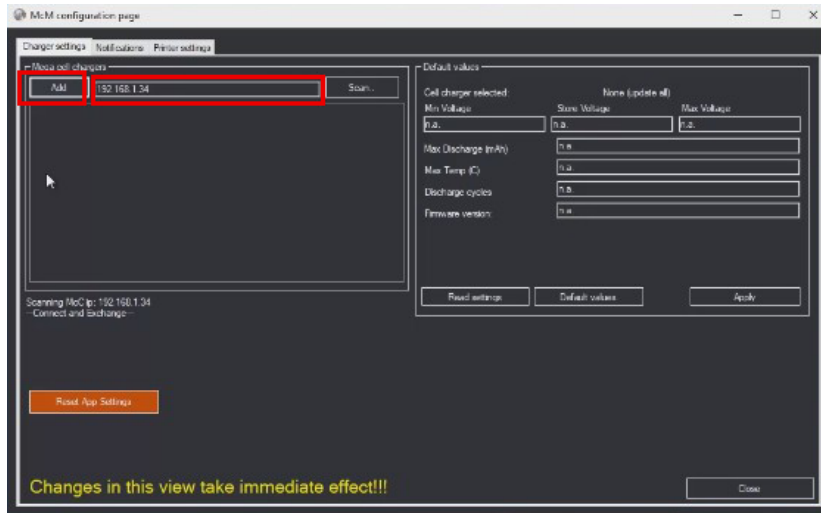 McM configuration page
Charger settings Notifications Printer settings
Mega cell chargers
Add 192.168.1.34 Scan..
Scanning McC ip: 192.168.1.34
--Connect and Exchange--
Reset App Settings
Changes in this view take immediate effect!!!
Default values
Cell charger selected: None (update all)
Min Voltage Store Voltage Max Voltage
n.a. n.a. n.a.
Max Discharge (mAh) n.a.
Max Temp (C) n.a.
Discharge cycles n.a.
Firmware version: n.a.
Read settings Default values Apply
Close